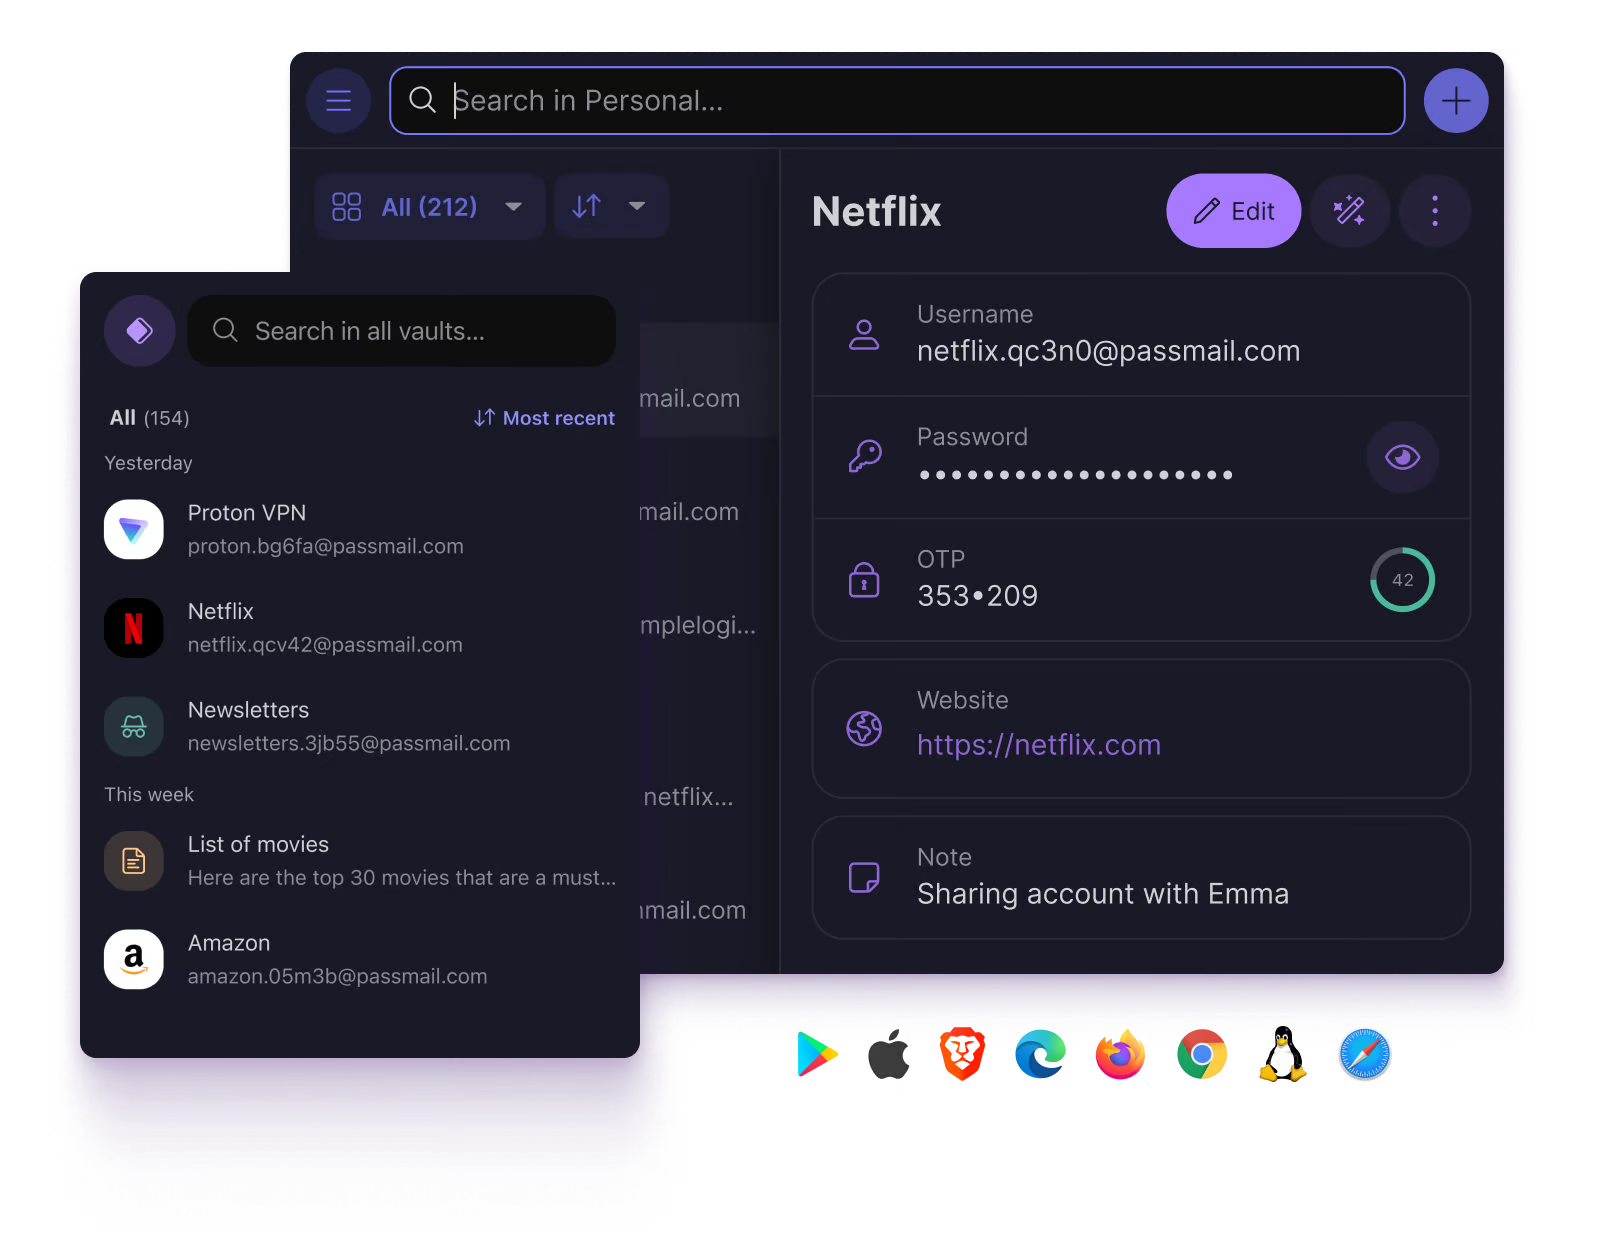 Search in Personal...
All (212)
Netflix
Edit
Username
netflix.qc3n0@passmail.com
Password
••••••••••••••••••••
OTP
353•209
42
Website
https://netflix.com
Note
Sharing account with Emma
mail.com
mail.com
mplelogi...
netflix...
mail.com
Search in all vaults...
All (154)
Most recent
Yesterday
Proton VPN
proton.bg6fa@passmail.com
Netflix
netflix.qcv42@passmail.com
Newsletters
newsletters.3jb55@passmail.com
This week
List of movies
Here are the top 30 movies that are a must...
Amazon
amazon.05m3b@passmail.com